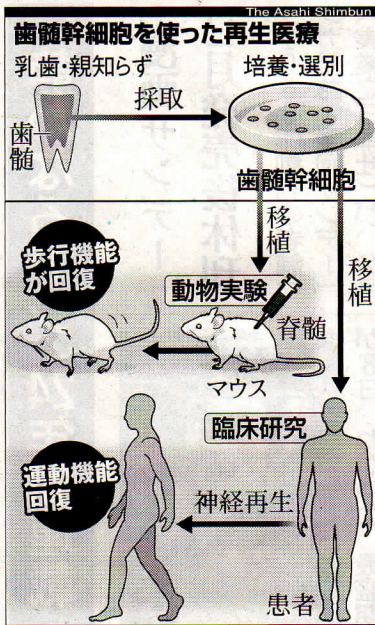 The Asahi Shimbun
歯髄幹細胞を使った再生医療
乳歯・親知らず
培養・選別
採取
歯髄
歯髄幹細胞
移植
移植
歩行機能
が回復
動物実験
脊髄
マウス
臨床研究
運動機能
回復
神経再生
患者